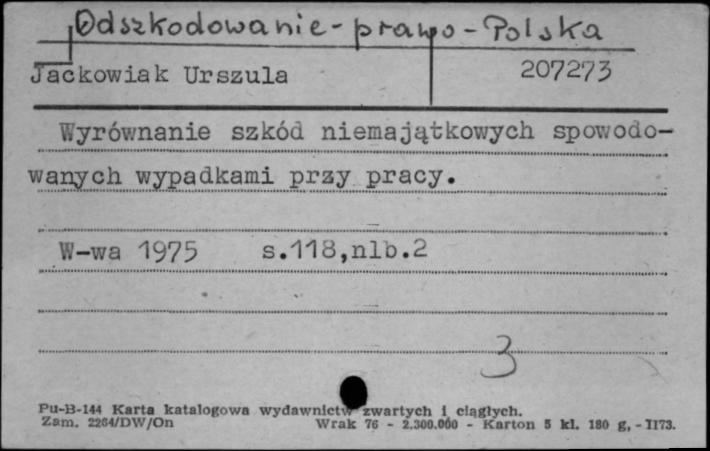 Odszkodowanie - prawo - Polska
Jackowiak Urszula 207273
Wyrównanie szkód niemajątkowych spowodo-
wanych wypadkami przy pracy.
W-wa 1975 s.118,nlb.2
3
Pu-B-144 Karta katalogowa wydawnictw zwartych i ciągłych.
Zam. 2264/DW/On Wrak 76 - 2.300.000 - Karton 5 kl. 180 g, - II73.